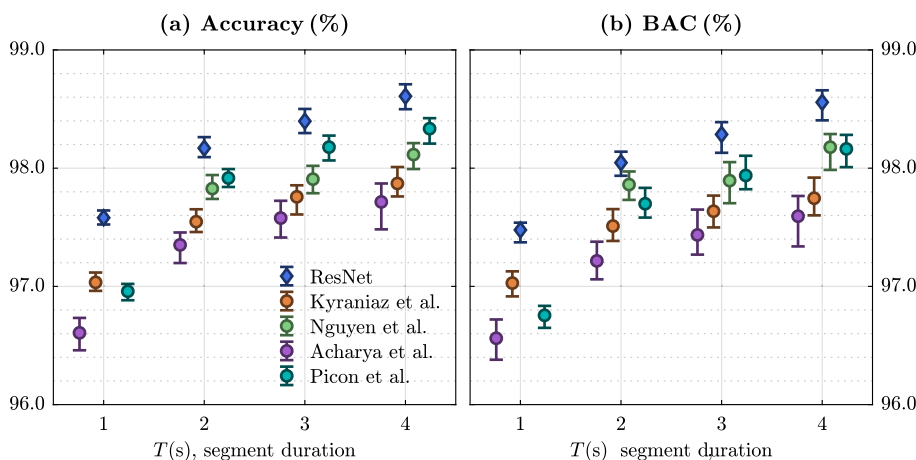 (a) Accuracy (%)
(b) BAC (%)
99.0
99.0
98.0
98.0
97.0
97.0
96.0
96.0
ResNet
Kyraniaz et al.
Nguyen et al.
Acharya et al.
Picon et al.
1 2 3 4
1 2 3 4
T(s), segment duration
T(s) segment duration